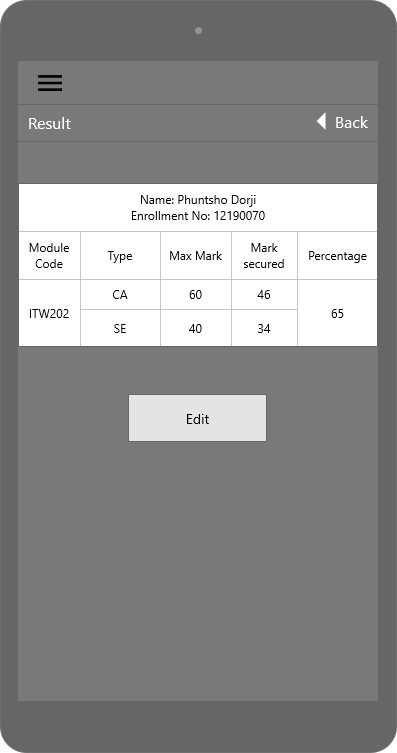 Result
Back
Name: Phuntsho Dorji
Enrollment No: 12190070
Module Code Type Max Mark Mark secured Percentage
ITW202 CA 60 46 65
SE 40 34
Edit